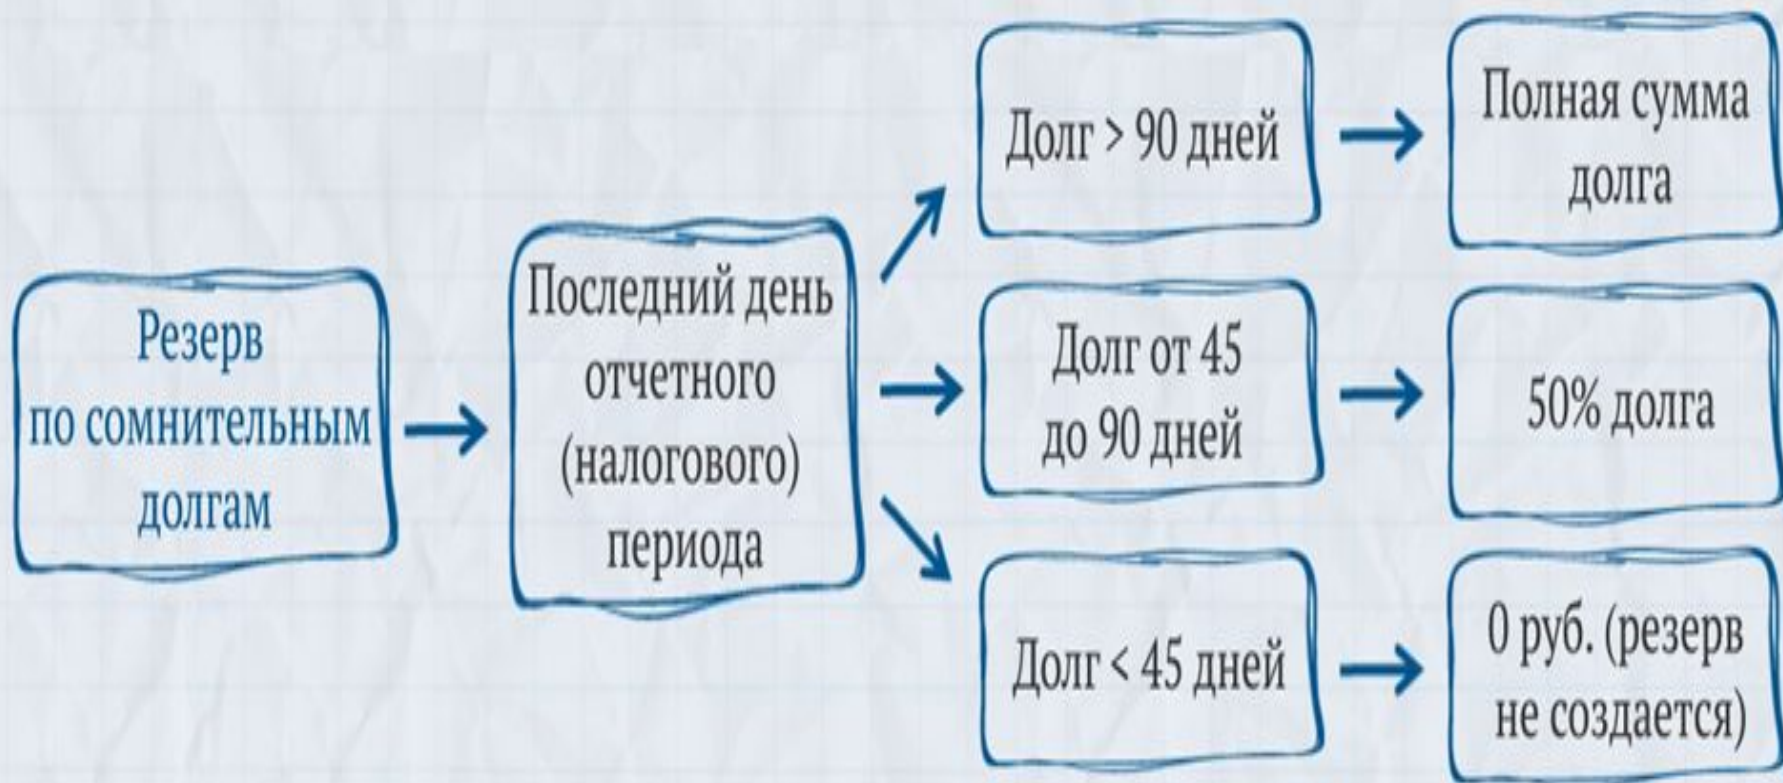 Резерв
по сомнительным
долгам
Последний день
отчетного
(налогового)
периода
Долг > 90 дней
Полная сумма
долга
Долг от 45
до 90 дней
50% долга
Долг < 45 дней
0 руб. (резерв
не создается)